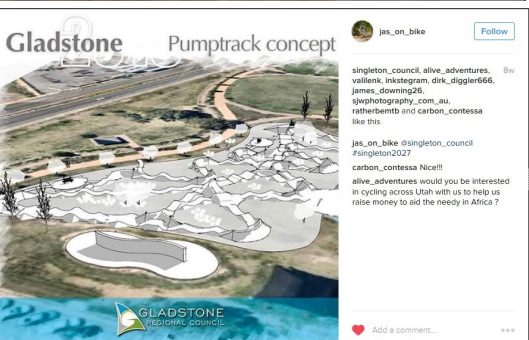 Gladstone
Pumptrack concept
GLADSTONE
REGIONAL COUNCIL
jas_on_bike
Follow
singleton_council, alive_adventures, 8w
valilenk, inkstegram, dirk_diggler666,
james_downing26,
sjwphotography_com_au,
ratherbemtb and carbon_contessa
like this
jas_on_bike @singleton_council
#singleton2027
carbon_contessa Nice!!!
alive_adventures would you be interested
in cycling across Utah with us to help us
raise money to aid the needy in Africa ?
Add a comment...